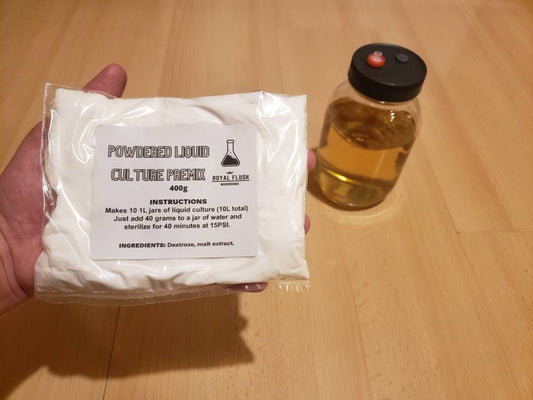 POWDERED LIQUID
CULTURE PREMIX
400g
ROYAL FLUSH
MUSHROOMS
INSTRUCTIONS
Makes 10 1L jars of liquid culture (10L total)
Just add 40 grams to a jar of water and
sterilize for 40 minutes at 15PSI.
INGREDIENTS: Dextrose, malt extract.